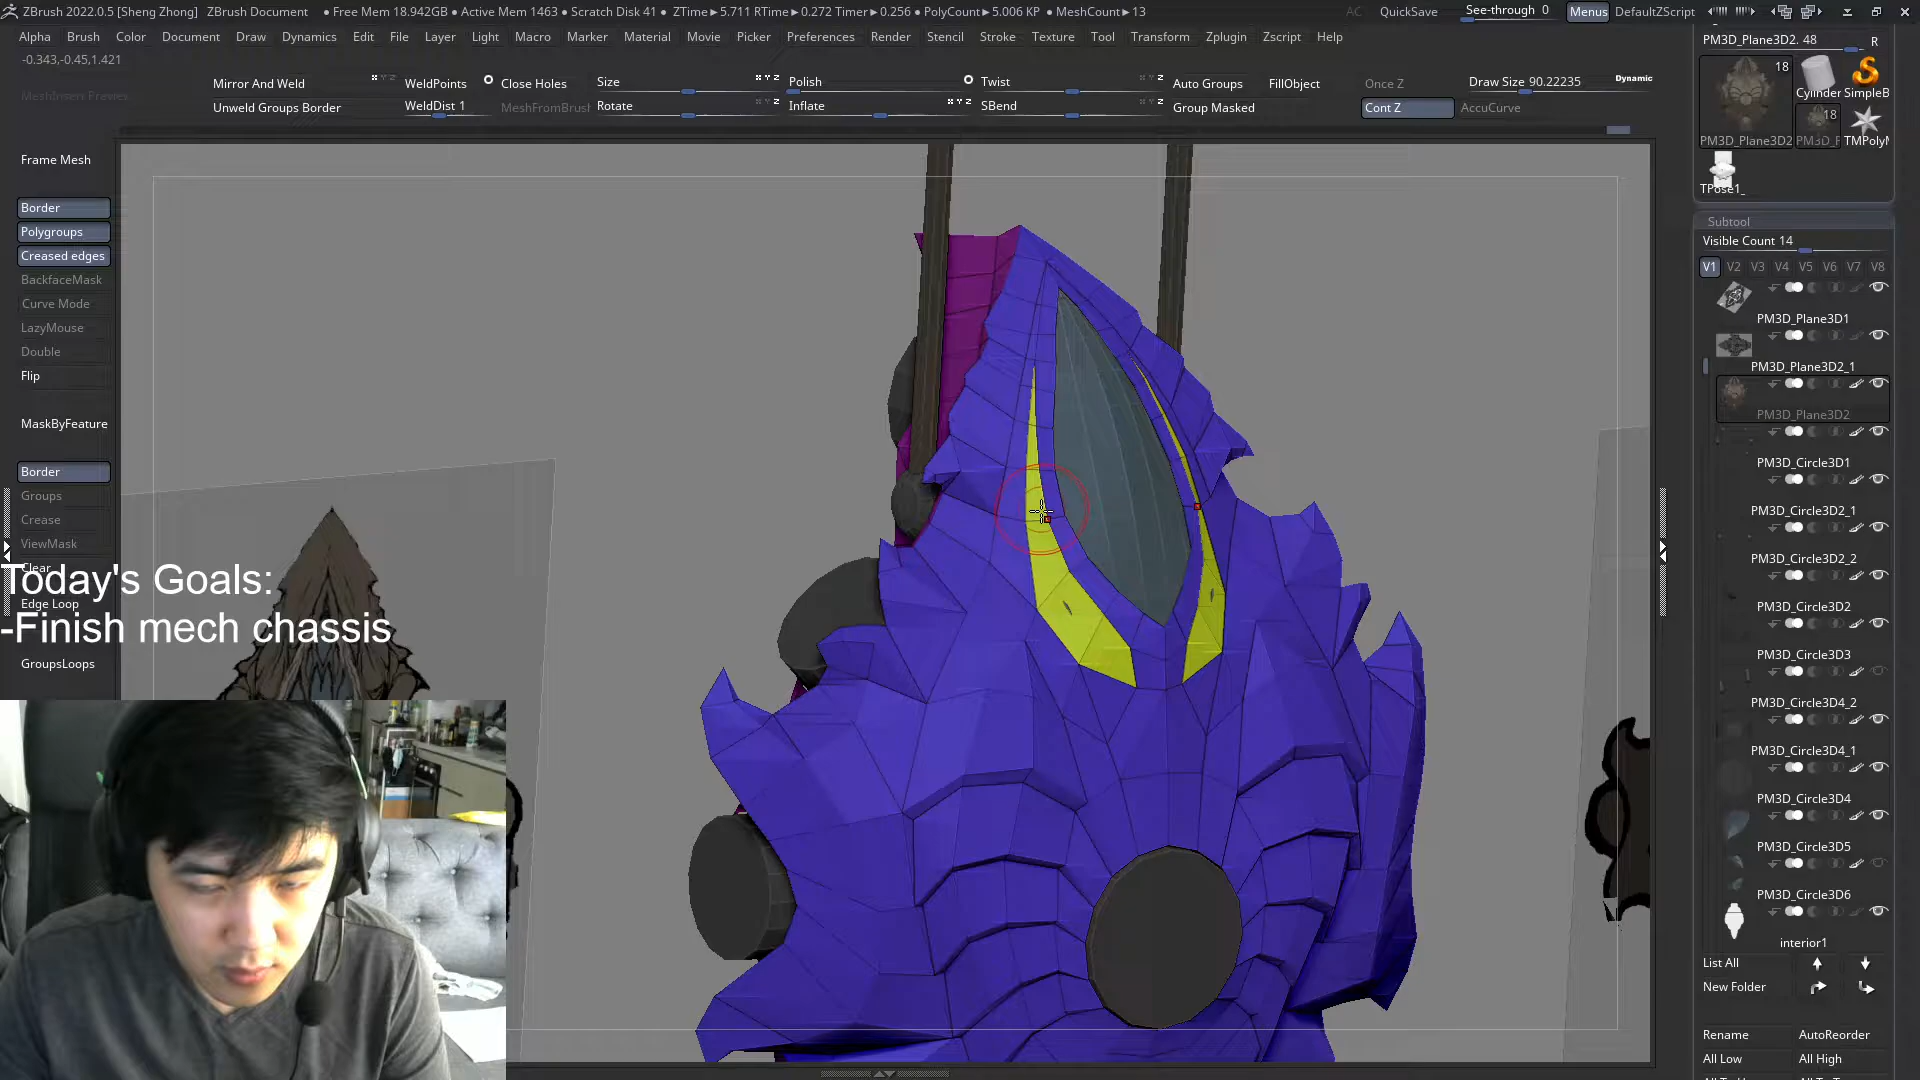 ZBrush 2022.0.5 [Sheng Zhong] ZBrush Document ● Free Mem 18.942GB ● Active Mem 1463 ● Scratch Disk 41 ● ZTime►5.711 RTime►0.272 Timer►0.256 ● PolyCount►5.006 KP ● MeshCount►13 AC QuickSave See-through 0 Menus DefaultZScript
Alpha Brush Color Document Draw Dynamics Edit File Layer Light Macro Marker Material Movie Picker Preferences Render Stencil Stroke Texture Tool Transform Zplugin Zscript Help
-0.343,-0.45,1.421
Mirror And Weld WeldPoints Close Holes Size Polish Twist Auto Groups FillObject Once Z Draw Size 90.22235 Dynamic
MeshInsert Frames
Unweld Groups Border WeldDist 1 MeshFromBrush Rotate Inflate SBend Group Masked Cont Z AccuCurve
Frame Mesh
Border
Polygroups
Creased edges
BackfaceMask
Curve Mode
LazyMouse
Double
Flip
MaskByFeature
Border
Groups
Crease
ViewMask
Clear
Edge Loop
GroupsLoops
Today's Goals:
-Finish mech chassis
PM3D_Plane3D2. 48 R
18
Cylinder SimpleB
18
PM3D_Plane3D2 PM3D_P TMPolyM
TPose1_
Subtool
Visible Count 14
V1 V2 V3 V4 V5 V6 V7 V8
PM3D_Plane3D1
PM3D_Plane3D2_1
PM3D_Plane3D2
PM3D_Circle3D1
PM3D_Circle3D2_1
PM3D_Circle3D2_2
PM3D_Circle3D2
PM3D_Circle3D3
PM3D_Circle3D4_2
PM3D_Circle3D4_1
PM3D_Circle3D4
PM3D_Circle3D5
PM3D_Circle3D6
interior1
List All
New Folder
Rename AutoReorder
All Low All High